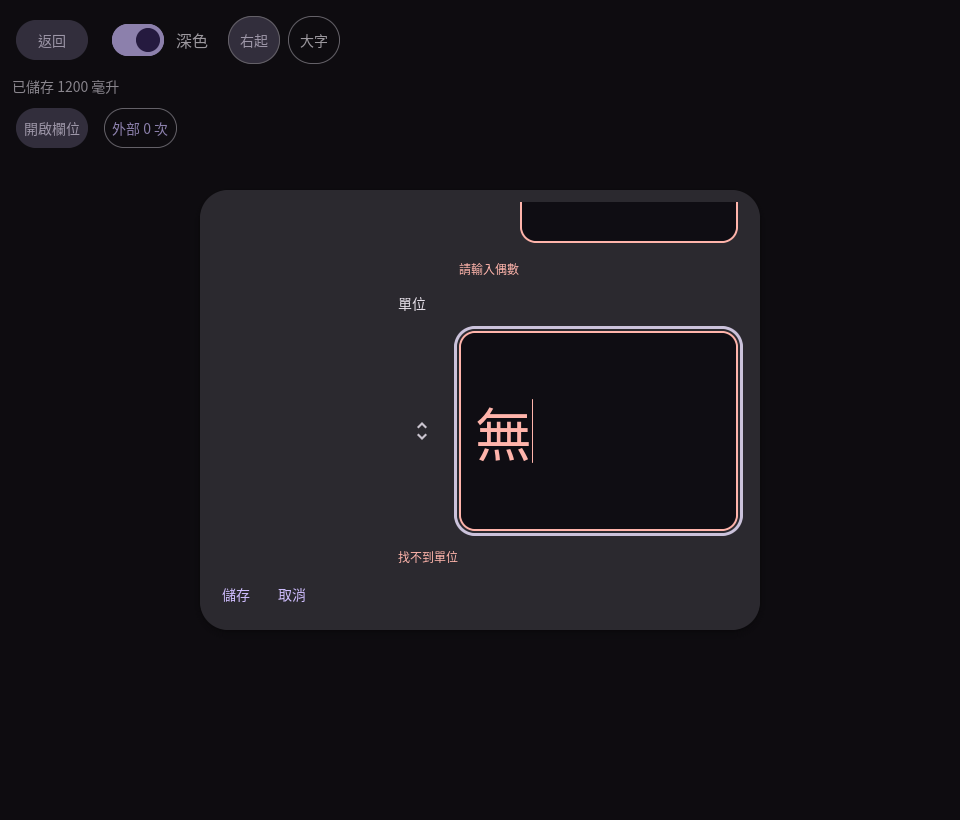 返回 深色 右起 大字
已儲存 1200 毫升
開啟欄位 外部 0 次
請輸入偶數
單位
無
找不到單位
儲存 取消